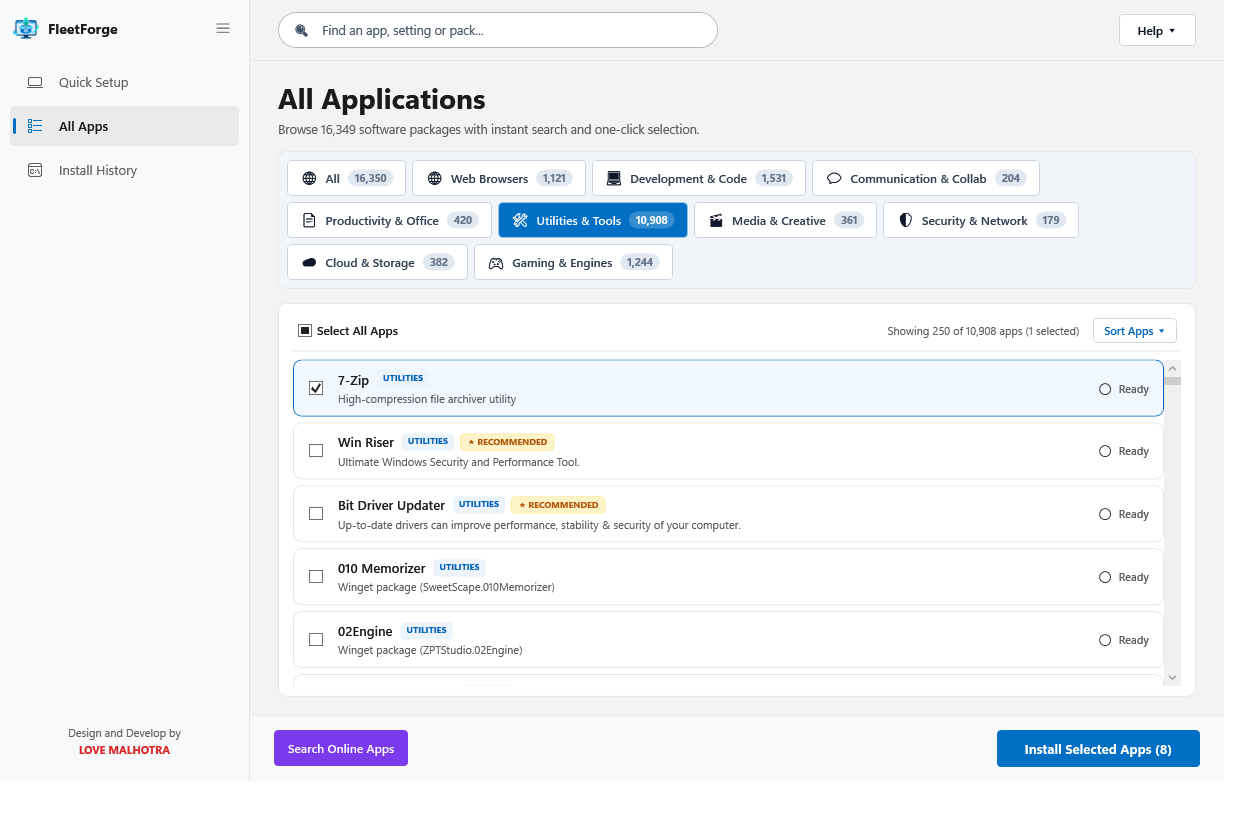 FleetForge
Find an app, setting or pack...
Help
Quick Setup
All Apps
Install History
All Applications
Browse 16,349 software packages with instant search and one-click selection.
All 16,350
Web Browsers 1,121
Development & Code 1,531
Communication & Collab 204
Productivity & Office 420
Utilities & Tools 10,908
Media & Creative 361
Security & Network 179
Cloud & Storage 382
Gaming & Engines 1,244
Select All Apps
Showing 250 of 10,908 apps (1 selected)
Sort Apps
7-Zip UTILITIES
High-compression file archiver utility
Ready
Win Riser UTILITIES ★ RECOMMENDED
Ultimate Windows Security and Performance Tool.
Ready
Bit Driver Updater UTILITIES ★ RECOMMENDED
Up-to-date drivers can improve performance, stability & security of your computer.
Ready
010 Memorizer UTILITIES
Winget package (SweetScape.010Memorizer)
Ready
02Engine UTILITIES
Winget package (ZPTStudio.02Engine)
Ready
Design and Develop by
LOVE MALHOTRA
Search Online Apps
Install Selected Apps (8)